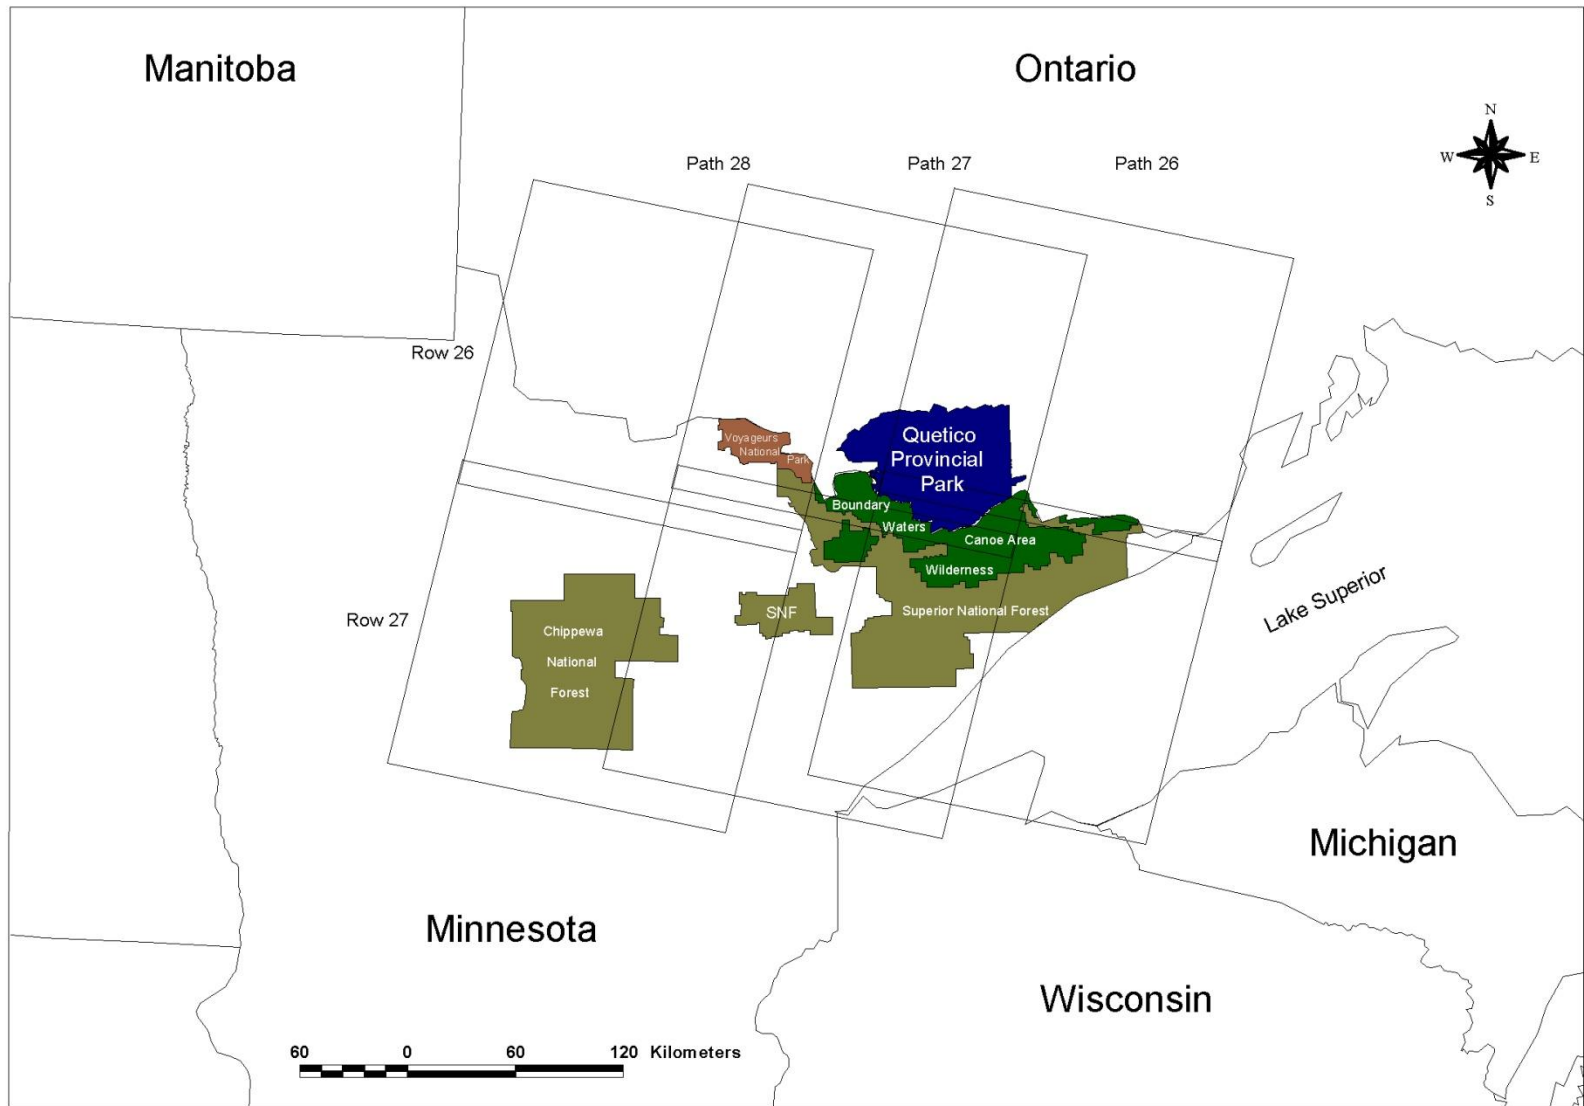 Manitoba
Ontario
N
W E
S
Path 28
Path 27
Path 26
Row 26
Voyageurs
National
Park
Quetico
Provincial
Park
Boundary
Waters
Canoe Area
Wilderness
SNF
Superior National Forest
Lake Superior
Row 27
Chippewa
National
Forest
Michigan
Minnesota
Wisconsin
60 0 60 120 Kilometers